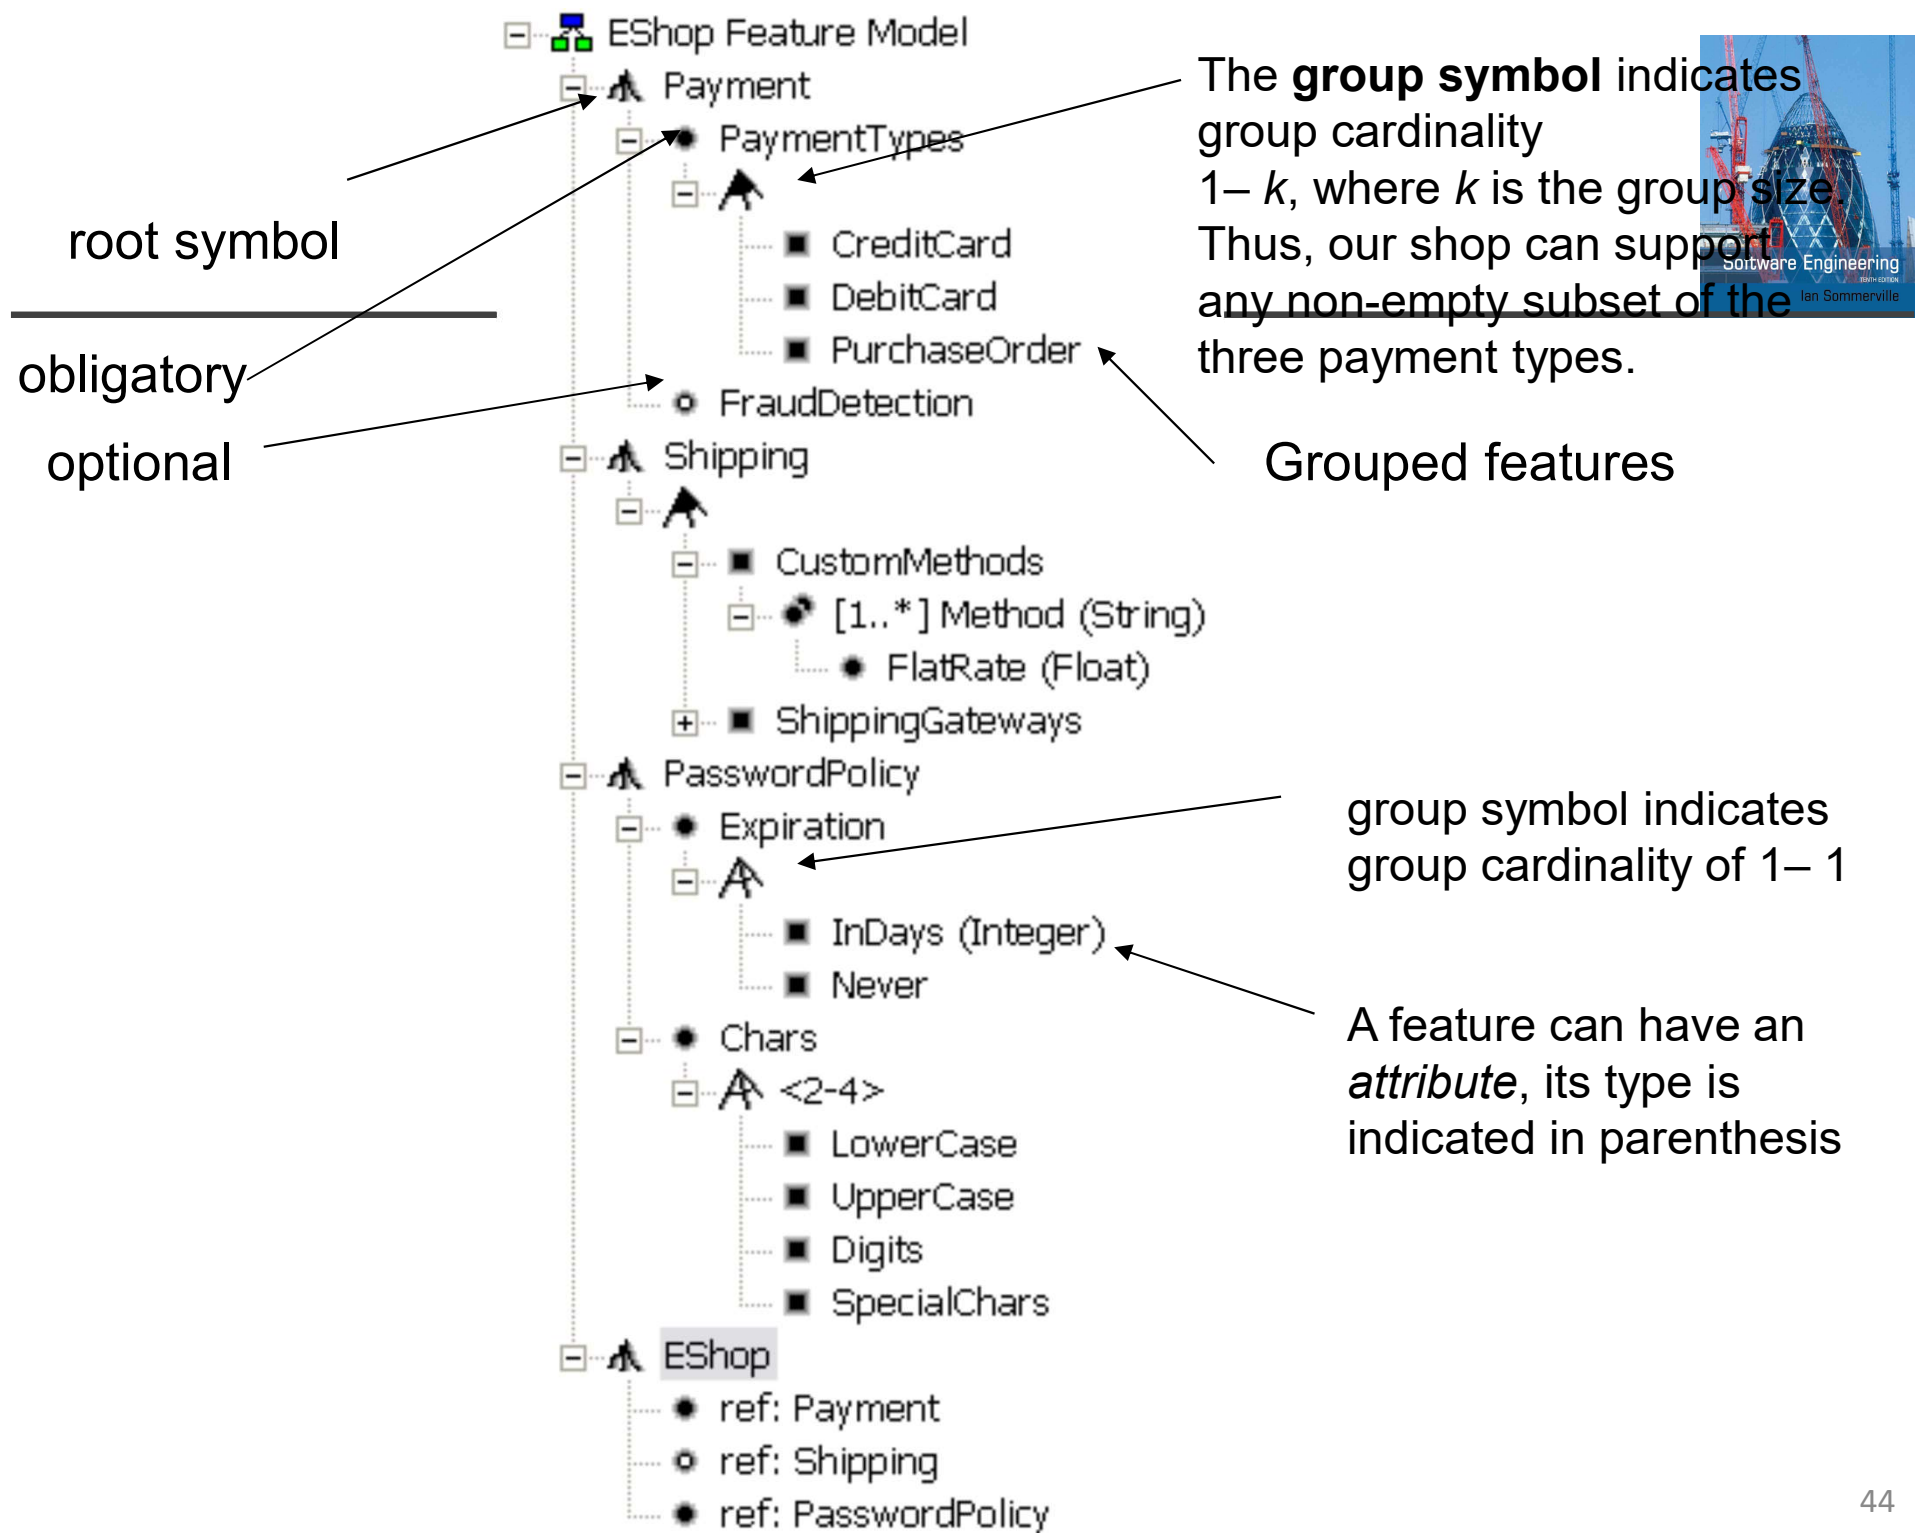 EShop Feature Model
Payment
PaymentTypes
CreditCard
DebitCard
PurchaseOrder
FraudDetection
Shipping
CustomMethods
[1..*] Method (String)
FlatRate (Float)
ShippingGateways
PasswordPolicy
Expiration
InDays (Integer)
Never
Chars
<2-4>
LowerCase
UpperCase
Digits
SpecialChars
EShop
ref: Payment
ref: Shipping
ref: PasswordPolicy
root symbol
obligatory
optional
The group symbol indicates
group cardinality
1– k, where k is the group size.
Thus, our shop can support
any non-empty subset of the
three payment types.
Software Engineering
TENTH EDITION
Ian Sommerville
Grouped features
group symbol indicates
group cardinality of 1– 1
A feature can have an
attribute, its type is
indicated in parenthesis
44